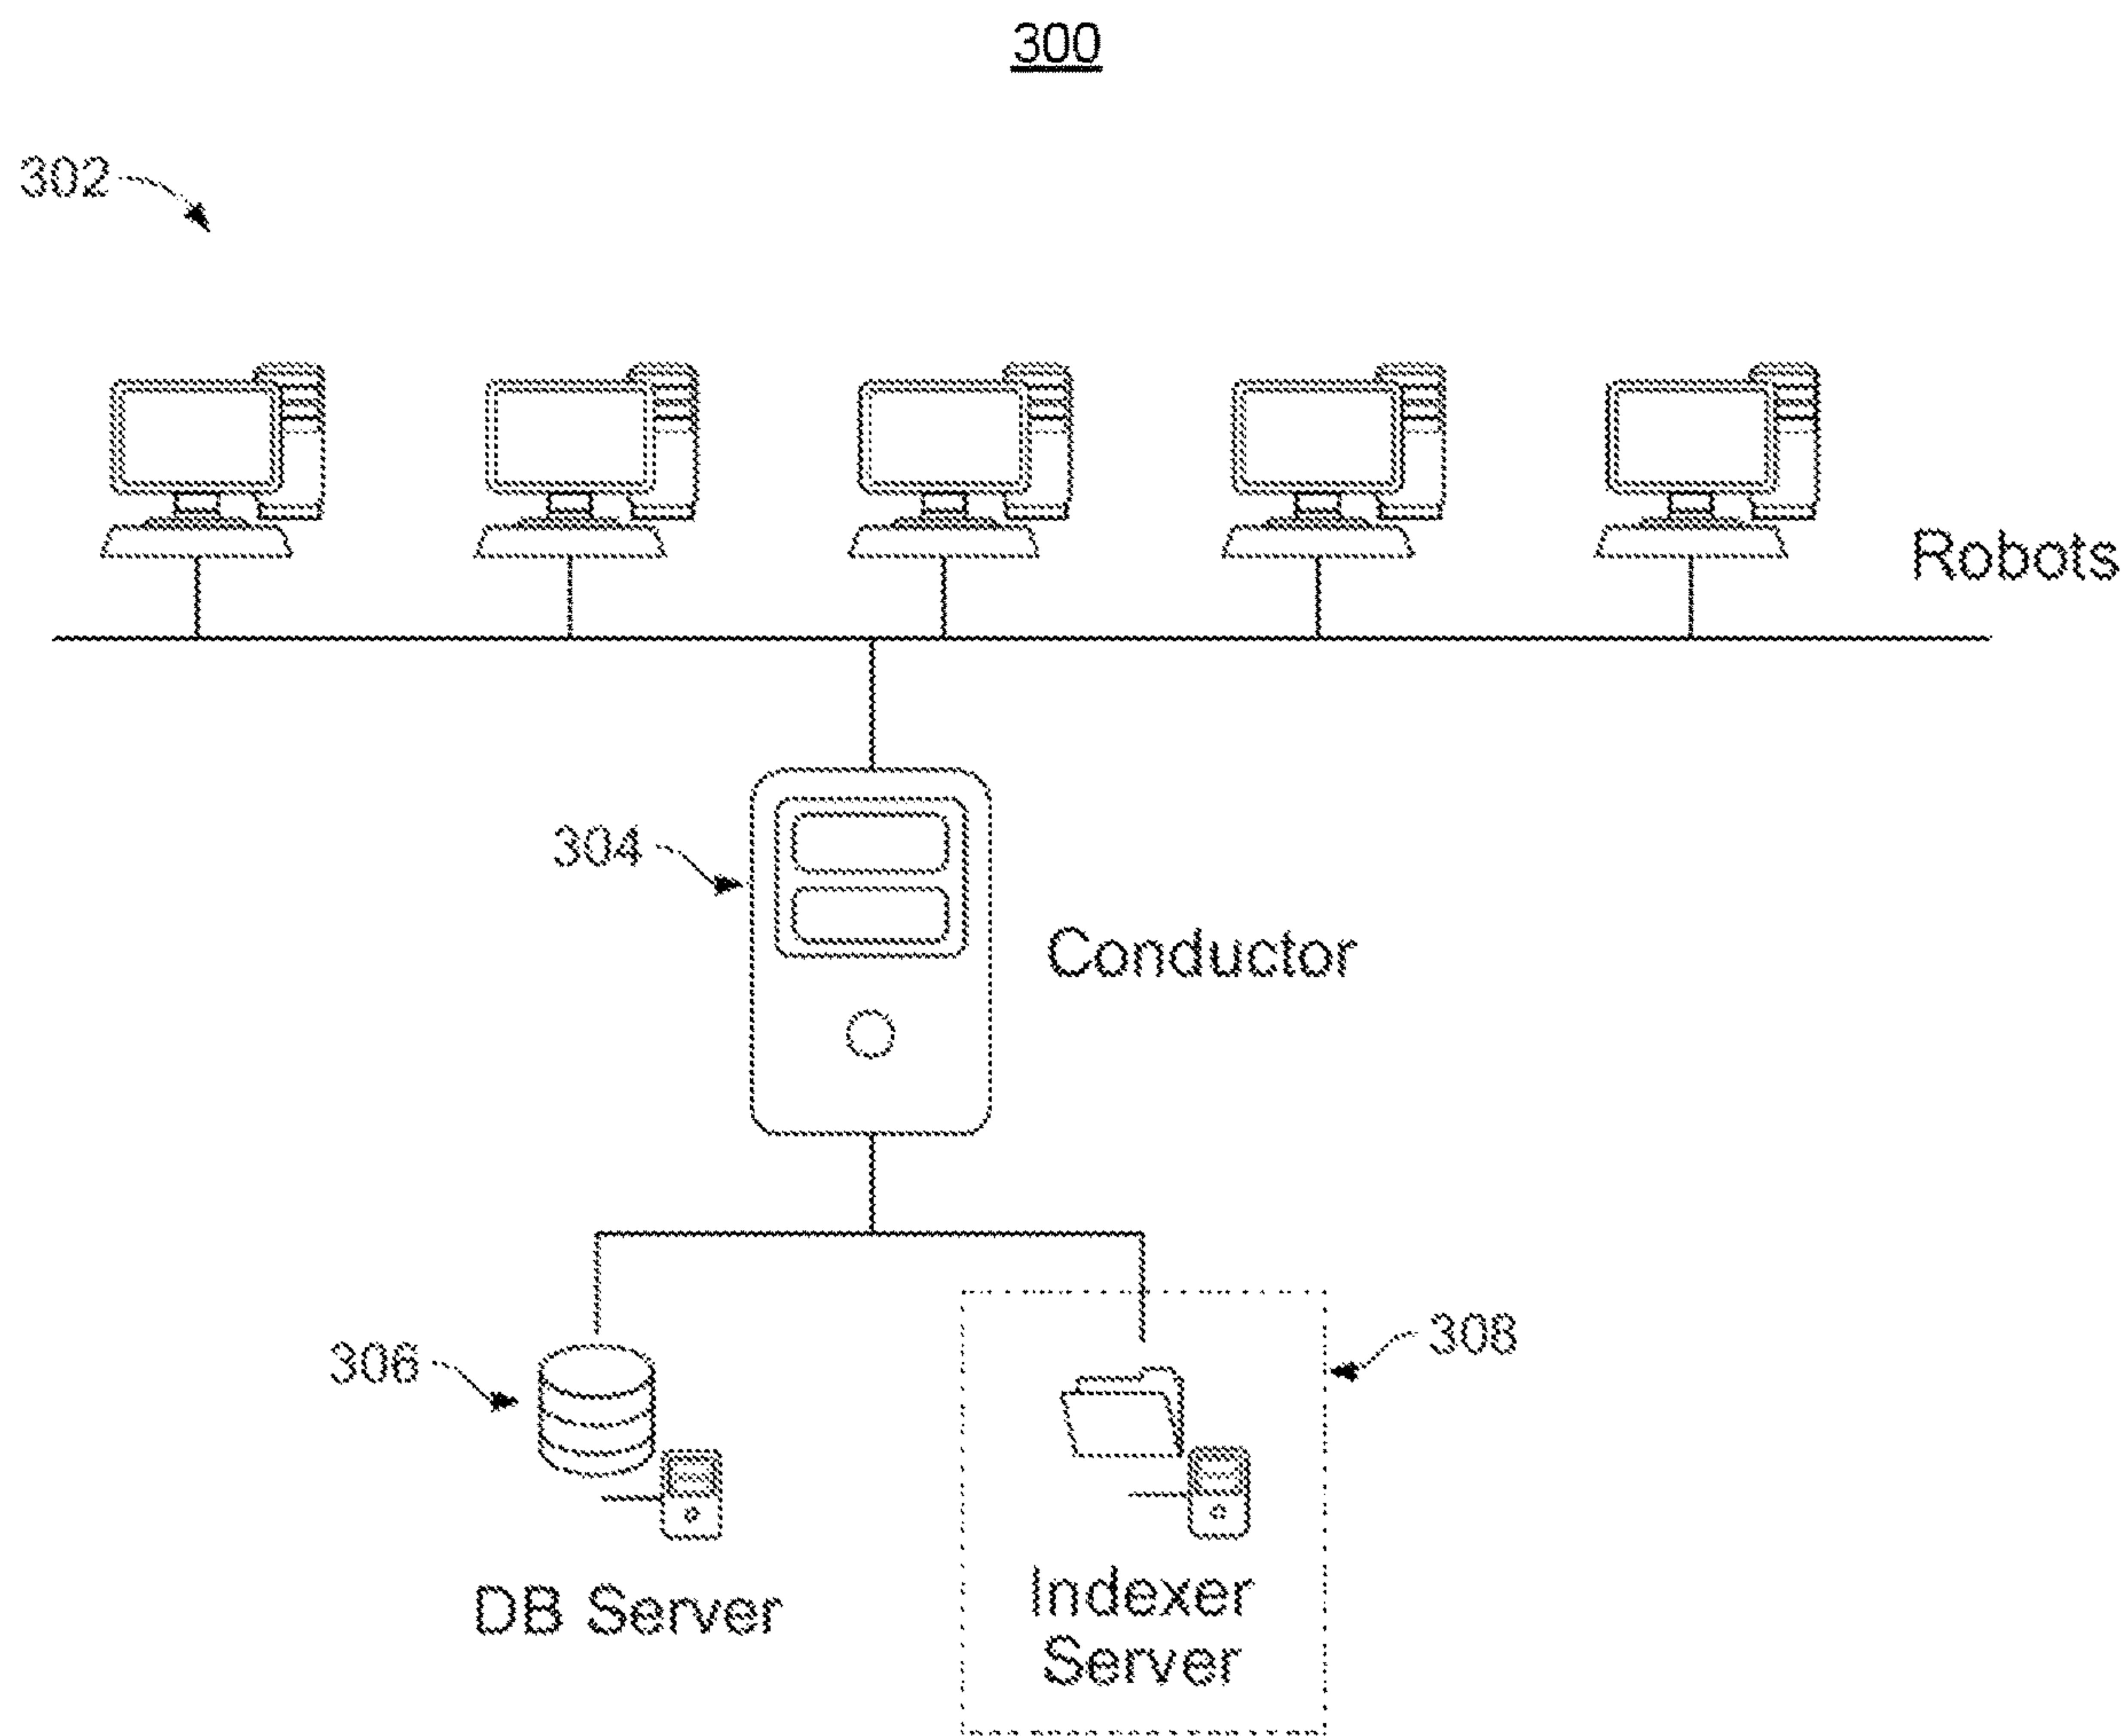 300
302
Robots
304
Conductor
306
308
DB Server
Indexer
Server